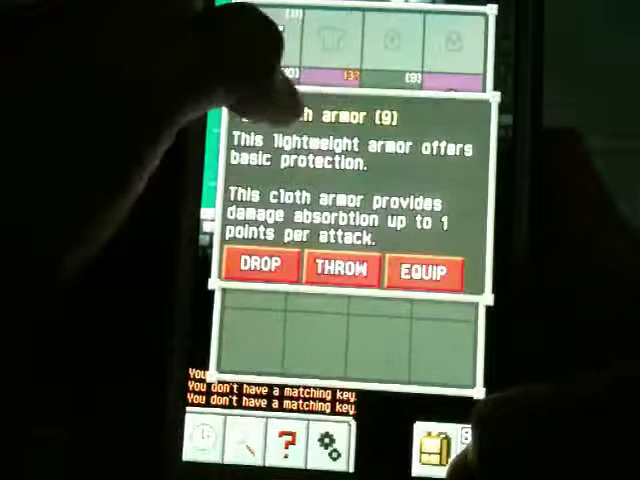 (9)
armor (9)
This lightweight armor offers
basic protection.
This cloth armor provides
damage absorbtion up to 1
points per attack.
DROP THROW EQUIP
You
You don't have a matching key.
You don't have a matching key.
?